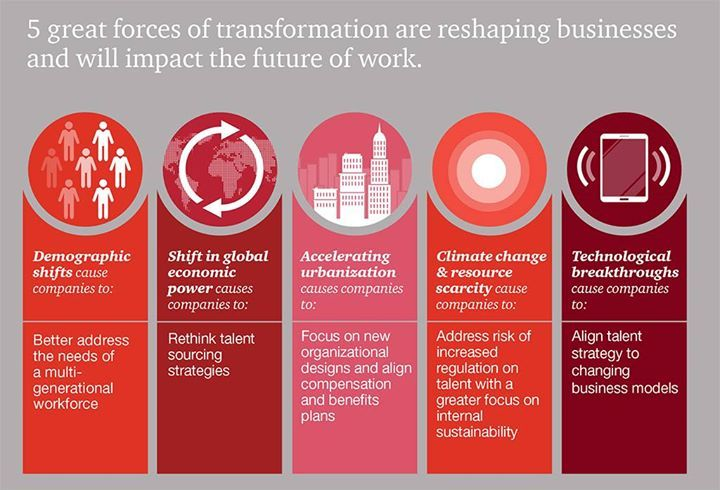 5 great forces of transformation are reshaping businesses
and will impact the future of work.
Demographic
shifts cause
companies to:
Better address
the needs of
a multi-
generational
workforce
Shift in global
economic
power causes
companies to:
Rethink talent
sourcing
strategies
Accelerating
urbanization
causes companies
to:
Focus on new
organizational
designs and align
compensation
and benefits
plans
Climate change
& resource
scarcity cause
companies to:
Address risk of
increased
regulation on
talent with a
greater focus on
internal
sustainability
Technological
breakthroughs
cause companies
to:
Align talent
strategy to
changing
business models